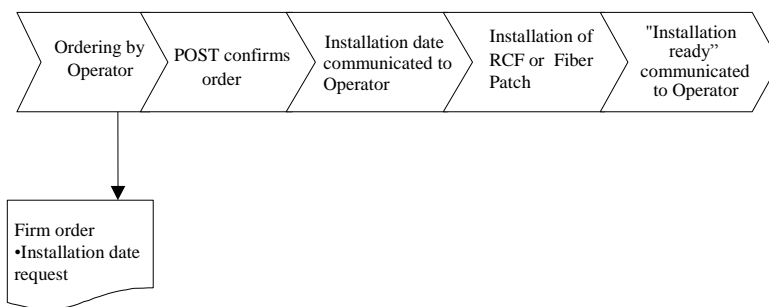 Ordering by
Operator
POST confirms
order
Installation date
communicated to
Operator
Installation of
RCF or Fiber
Patch
"Installation
ready”
communicated
to Operator
Firm order
•Installation date
request